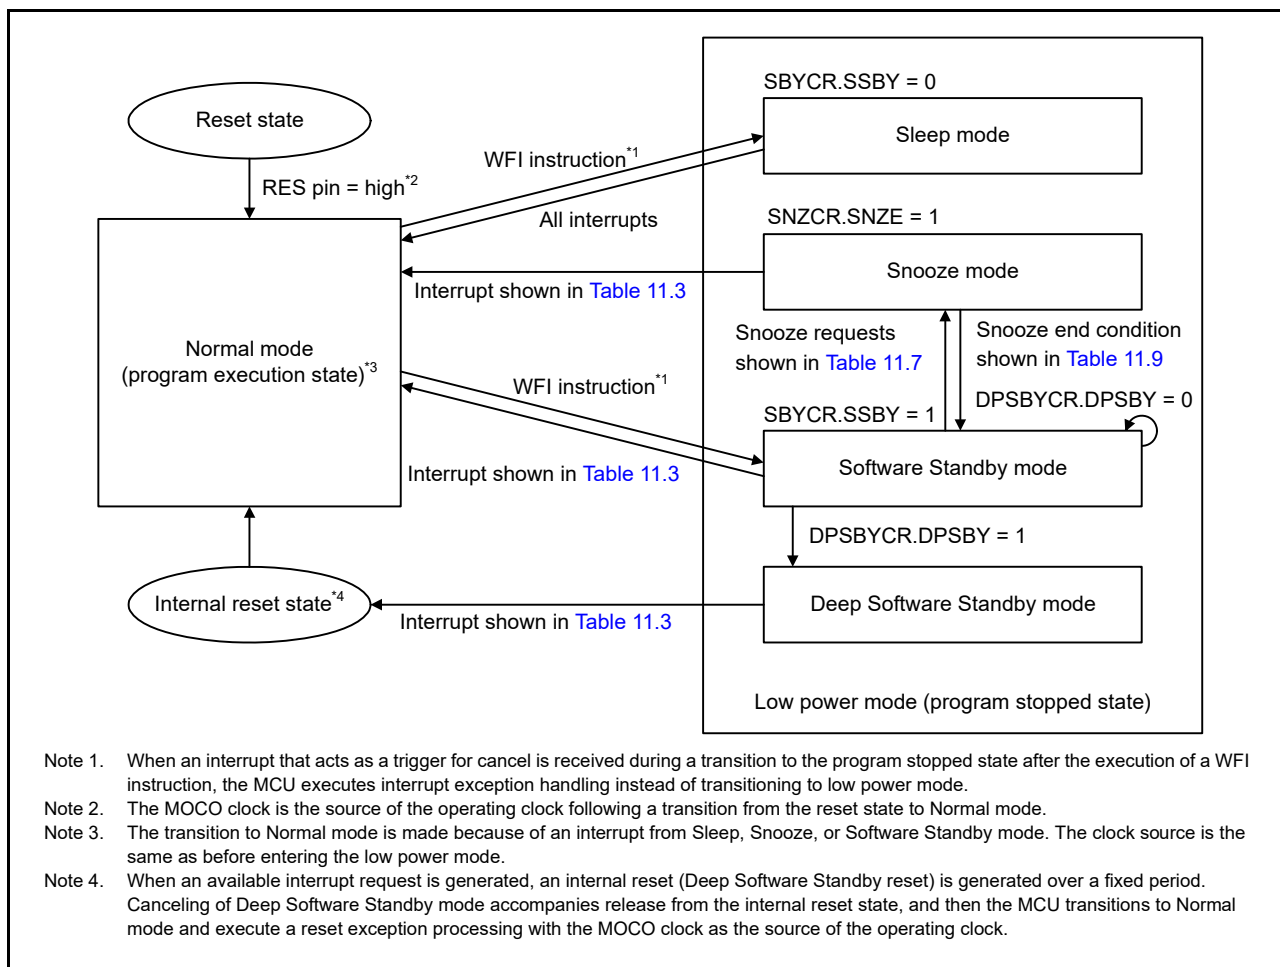 SBYCR.SSBY = 0
Reset state
Sleep mode
WFI instruction*1
RES pin = high*2
All interrupts
SNZCR.SNZE = 1
Snooze mode
Interrupt shown in Table 11.3
Snooze requests
shown in Table 11.7
Snooze end condition
shown in Table 11.9
Normal mode
(program execution state)*3
WFI instruction*1
DPSBYCR.DPSBY = 0
SBYCR.SSBY = 1
Software Standby mode
Interrupt shown in Table 11.3
DPSBYCR.DPSBY = 1
Internal reset state*4
Deep Software Standby mode
Interrupt shown in Table 11.3
Low power mode (program stopped state)
Note 1. When an interrupt that acts as a trigger for cancel is received during a transition to the program stopped state after the execution of a WFI
instruction, the MCU executes interrupt exception handling instead of transitioning to low power mode.
Note 2. The MOCO clock is the source of the operating clock following a transition from the reset state to Normal mode.
Note 3. The transition to Normal mode is made because of an interrupt from Sleep, Snooze, or Software Standby mode. The clock source is the
same as before entering the low power mode.
Note 4. When an available interrupt request is generated, an internal reset (Deep Software Standby reset) is generated over a fixed period.
Canceling of Deep Software Standby mode accompanies release from the internal reset state, and then the MCU transitions to Normal
mode and execute a reset exception processing with the MOCO clock as the source of the operating clock.